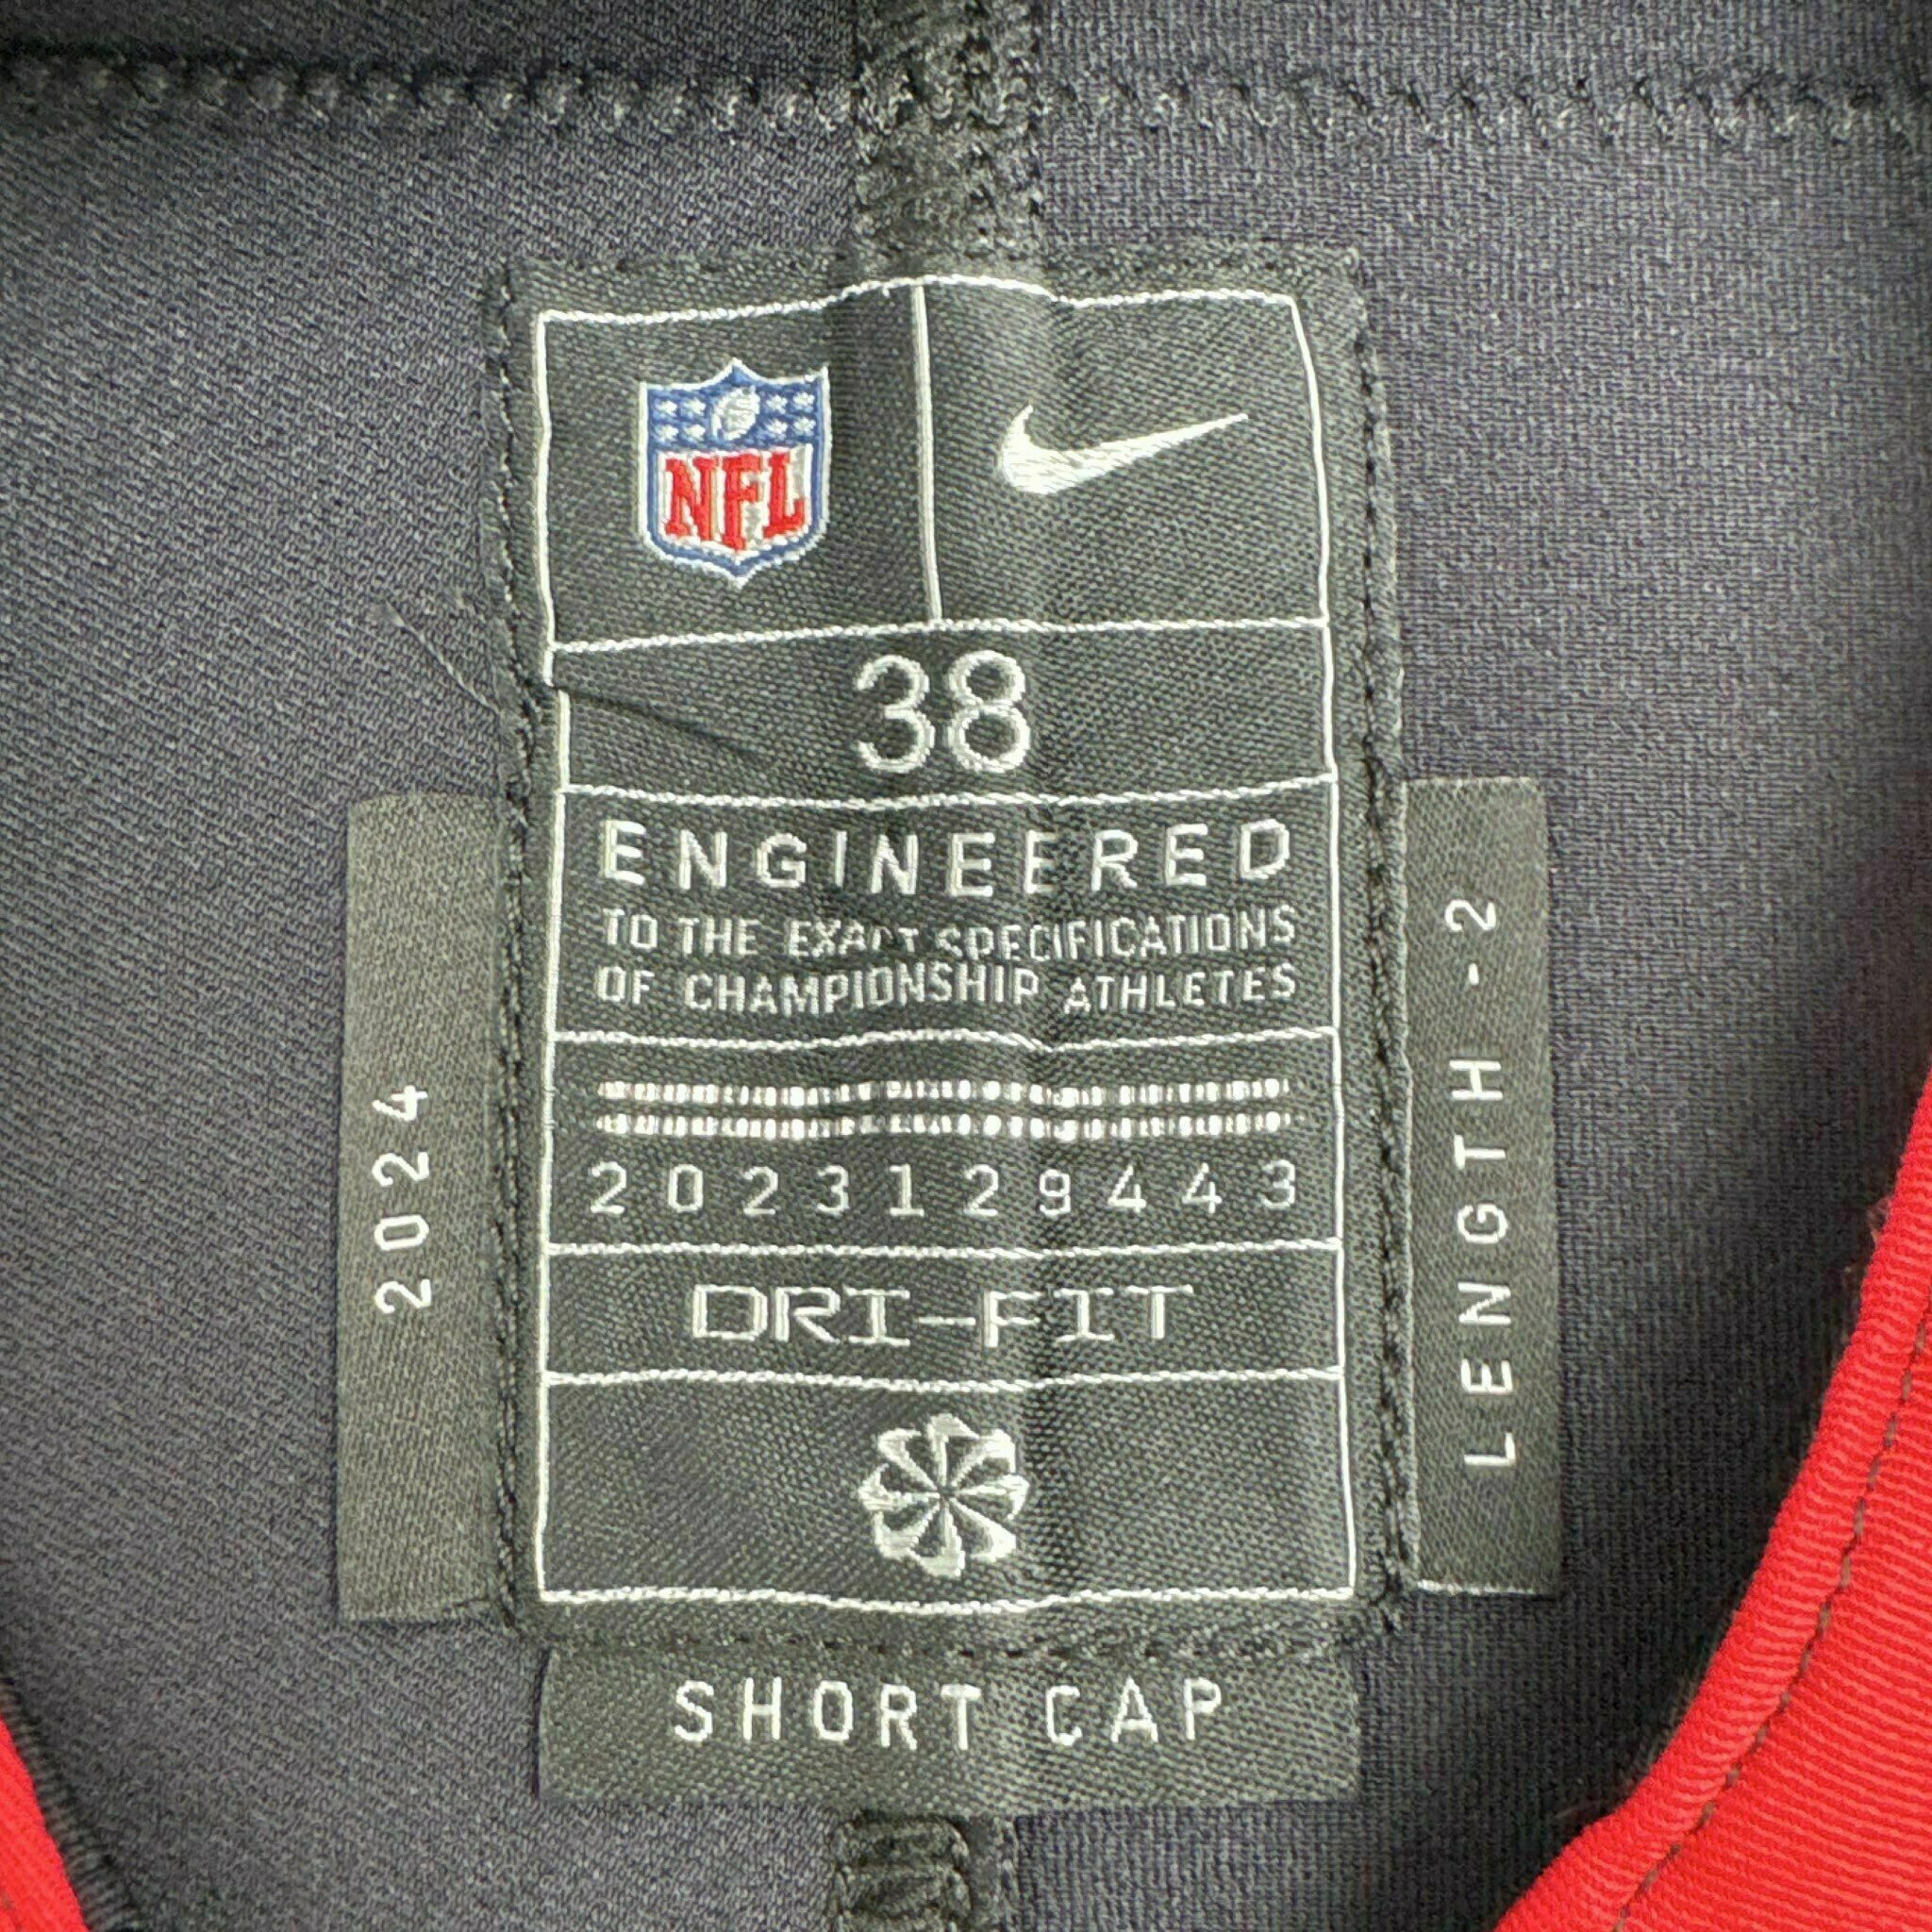 NFL
38
ENGINEERED
TO THE EXACT SPECIFICATIONS
OF CHAMPIONSHIP ATHLETES
2023129443
DRI-FIT
2024
LENGTH -2
SHORT CAP